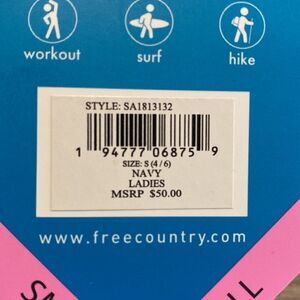 workout surf hike
STYLE: SA1813132
1 94777 06875 9
SIZE: S (4/6)
NAVY
LADIES
MSRP $50.00
www.freecountry.com